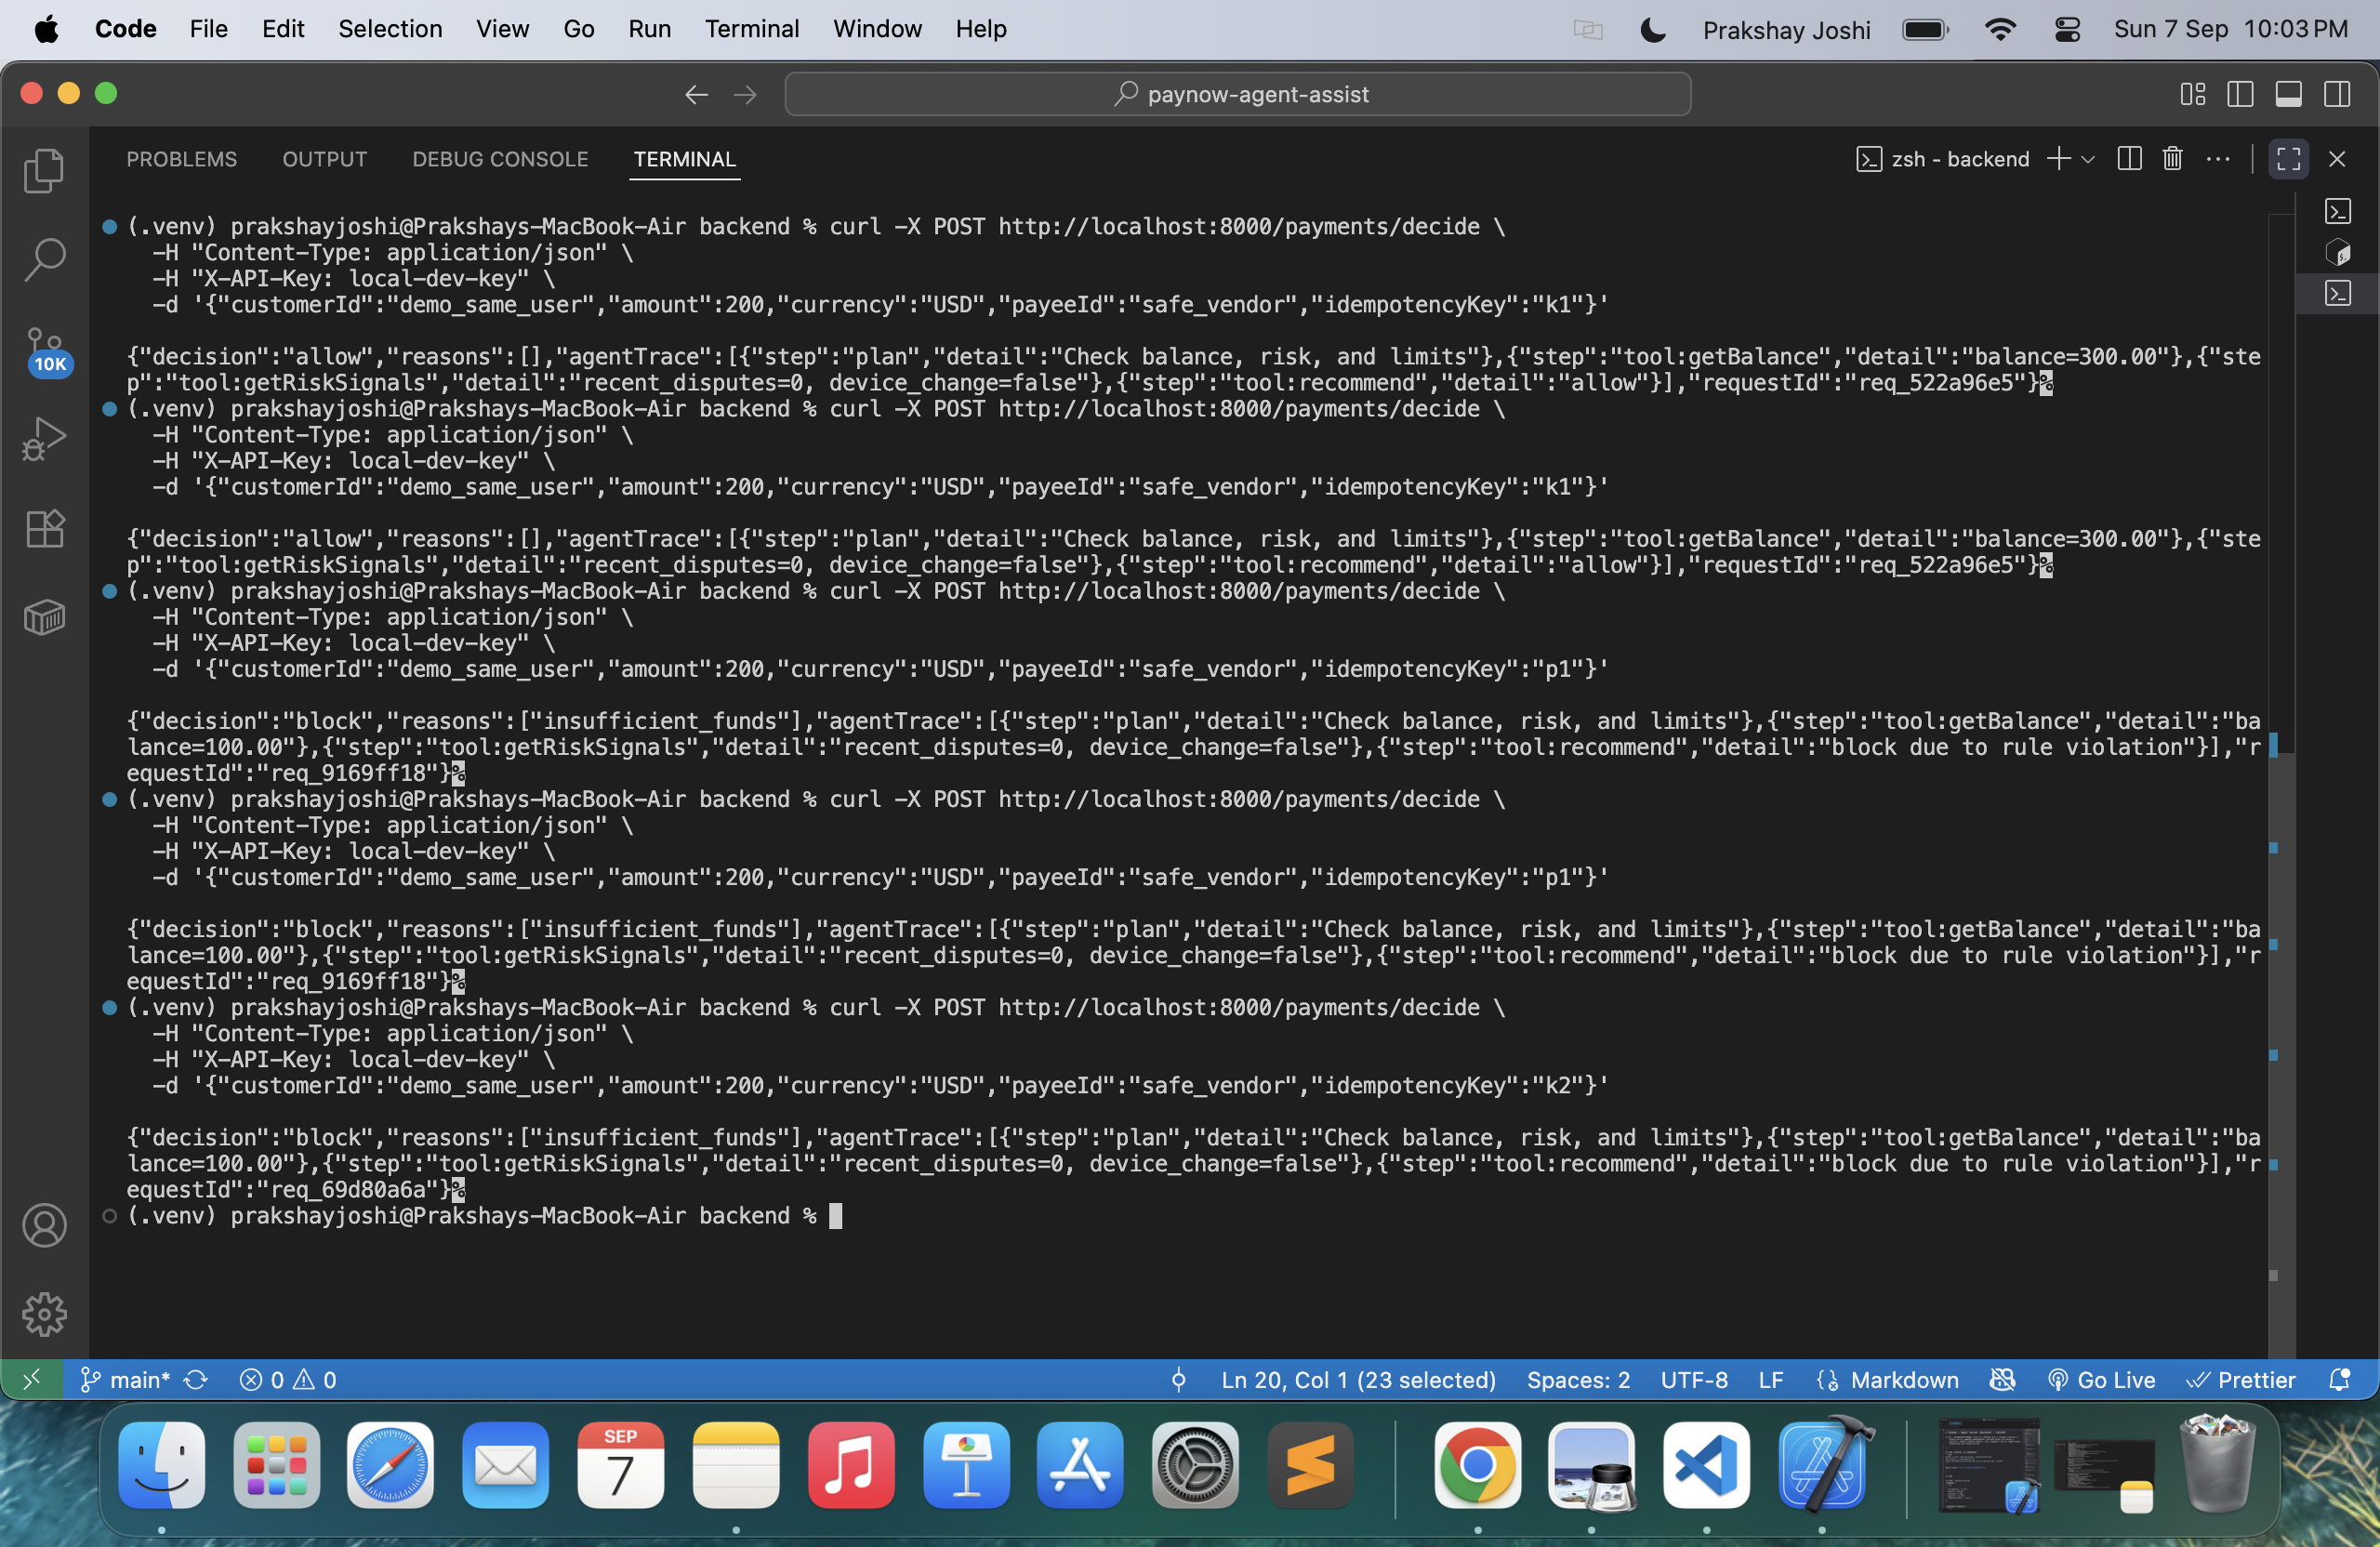 Code File Edit Selection View Go Run Terminal Window Help Prakshay Joshi Sun 7 Sep 10:03 PM
paynow-agent-assist
PROBLEMS OUTPUT DEBUG CONSOLE TERMINAL zsh - backend
10K
(.venv) prakshayjoshi@Prakshays-MacBook-Air backend % curl -X POST http://localhost:8000/payments/decide \
-H "Content-Type: application/json" \
-H "X-API-Key: local-dev-key" \
-d '{"customerId":"demo_same_user","amount":200,"currency":"USD","payeeId":"safe_vendor","idempotencyKey":"k1"}'
{"decision":"allow","reasons":[],"agentTrace":[{"step":"plan","detail":"Check balance, risk, and limits"},{"step":"tool:getBalance","detail":"balance=300.00"},{"ste
p":"tool:getRiskSignals","detail":"recent_disputes=0, device_change=false"},{"step":"tool:recommend","detail":"allow"}],"requestId":"req_522a96e5"}%
(.venv) prakshayjoshi@Prakshays-MacBook-Air backend % curl -X POST http://localhost:8000/payments/decide \
-H "Content-Type: application/json" \
-H "X-API-Key: local-dev-key" \
-d '{"customerId":"demo_same_user","amount":200,"currency":"USD","payeeId":"safe_vendor","idempotencyKey":"k1"}'
{"decision":"allow","reasons":[],"agentTrace":[{"step":"plan","detail":"Check balance, risk, and limits"},{"step":"tool:getBalance","detail":"balance=300.00"},{"ste
p":"tool:getRiskSignals","detail":"recent_disputes=0, device_change=false"},{"step":"tool:recommend","detail":"allow"}],"requestId":"req_522a96e5"}%
(.venv) prakshayjoshi@Prakshays-MacBook-Air backend % curl -X POST http://localhost:8000/payments/decide \
-H "Content-Type: application/json" \
-H "X-API-Key: local-dev-key" \
-d '{"customerId":"demo_same_user","amount":200,"currency":"USD","payeeId":"safe_vendor","idempotencyKey":"p1"}'
{"decision":"block","reasons":["insufficient_funds"],"agentTrace":[{"step":"plan","detail":"Check balance, risk, and limits"},{"step":"tool:getBalance","detail":"ba
lance=100.00"},{"step":"tool:getRiskSignals","detail":"recent_disputes=0, device_change=false"},{"step":"tool:recommend","detail":"block due to rule violation"}],"r
equestId":"req_9169ff18"}%
(.venv) prakshayjoshi@Prakshays-MacBook-Air backend % curl -X POST http://localhost:8000/payments/decide \
-H "Content-Type: application/json" \
-H "X-API-Key: local-dev-key" \
-d '{"customerId":"demo_same_user","amount":200,"currency":"USD","payeeId":"safe_vendor","idempotencyKey":"p1"}'
{"decision":"block","reasons":["insufficient_funds"],"agentTrace":[{"step":"plan","detail":"Check balance, risk, and limits"},{"step":"tool:getBalance","detail":"ba
lance=100.00"},{"step":"tool:getRiskSignals","detail":"recent_disputes=0, device_change=false"},{"step":"tool:recommend","detail":"block due to rule violation"}],"r
equestId":"req_9169ff18"}%
(.venv) prakshayjoshi@Prakshays-MacBook-Air backend % curl -X POST http://localhost:8000/payments/decide \
-H "Content-Type: application/json" \
-H "X-API-Key: local-dev-key" \
-d '{"customerId":"demo_same_user","amount":200,"currency":"USD","payeeId":"safe_vendor","idempotencyKey":"k2"}'
{"decision":"block","reasons":["insufficient_funds"],"agentTrace":[{"step":"plan","detail":"Check balance, risk, and limits"},{"step":"tool:getBalance","detail":"ba
lance=100.00"},{"step":"tool:getRiskSignals","detail":"recent_disputes=0, device_change=false"},{"step":"tool:recommend","detail":"block due to rule violation"}],"r
equestId":"req_69d80a6a"}%
(.venv) prakshayjoshi@Prakshays-MacBook-Air backend %
main* 0 0 Ln 20, Col 1 (23 selected) Spaces: 2 UTF-8 LF Markdown Go Live Prettier
SEP
7